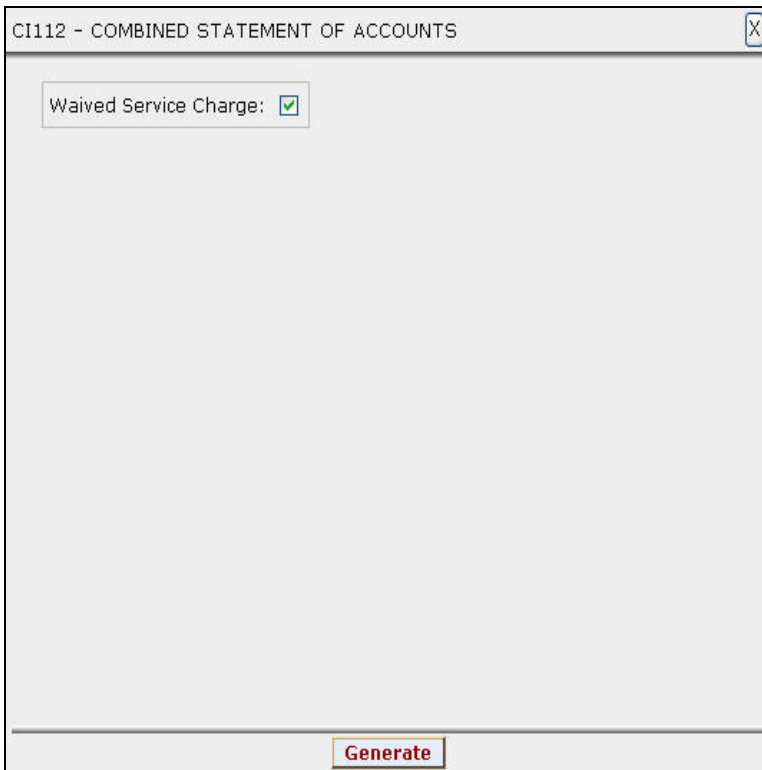 CI112 - COMBINED STATEMENT OF ACCOUNTS X
Waived Service Charge:
Generate